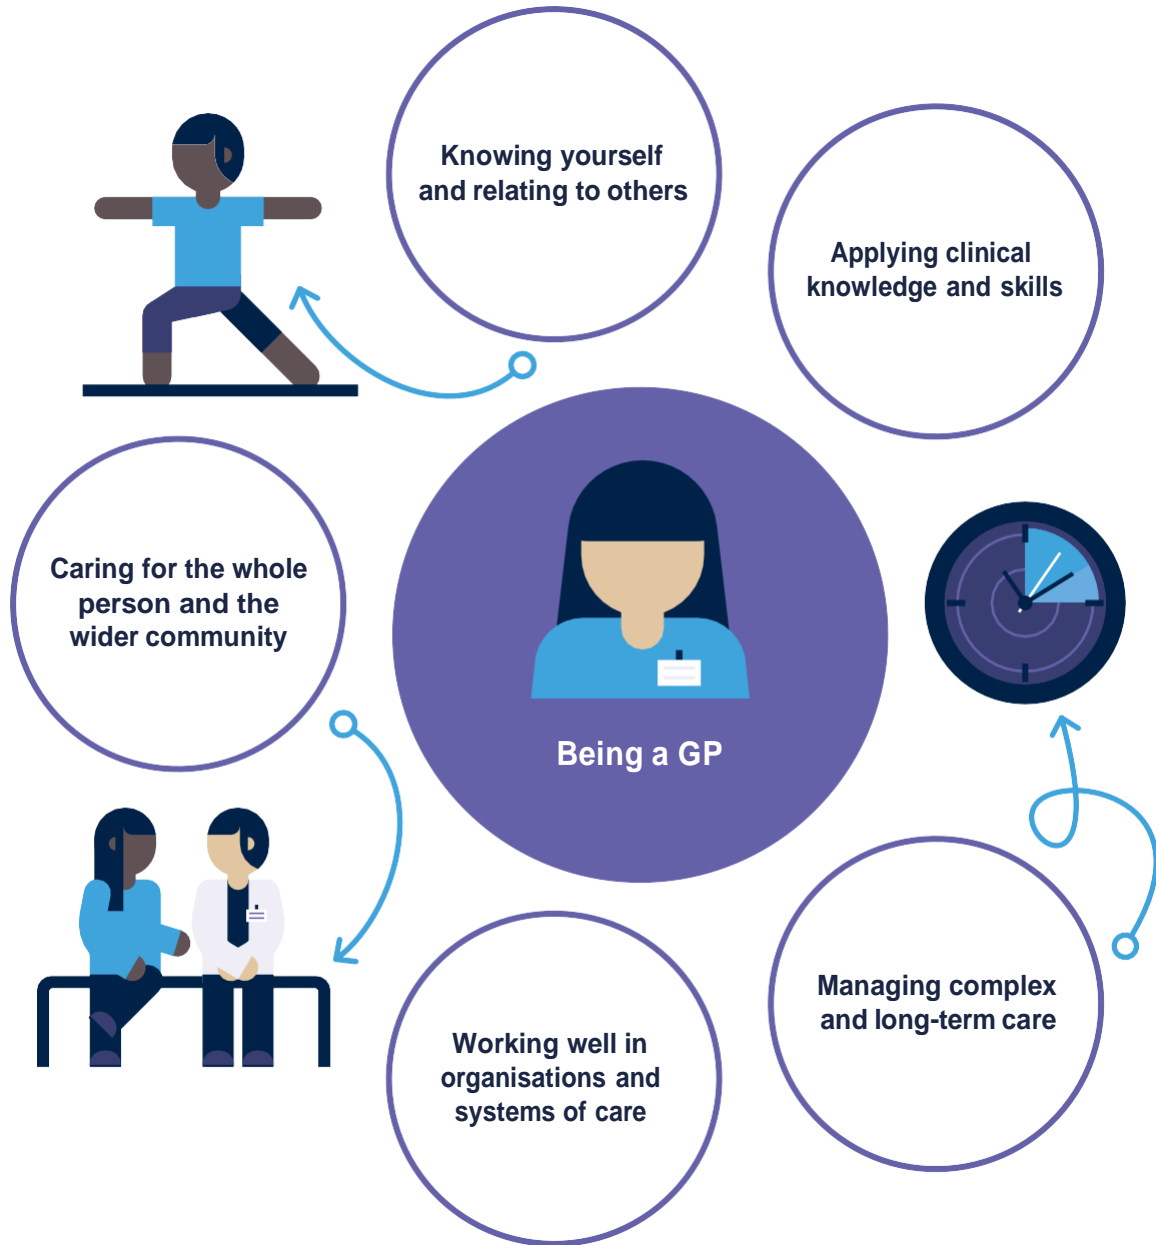 Knowing yourself
and relating to others
Applying clinical
knowledge and skills
Caring for the whole
person and the
wider community
Being a GP
Managing complex
and long-term care
Working well in
organisations and
systems of care